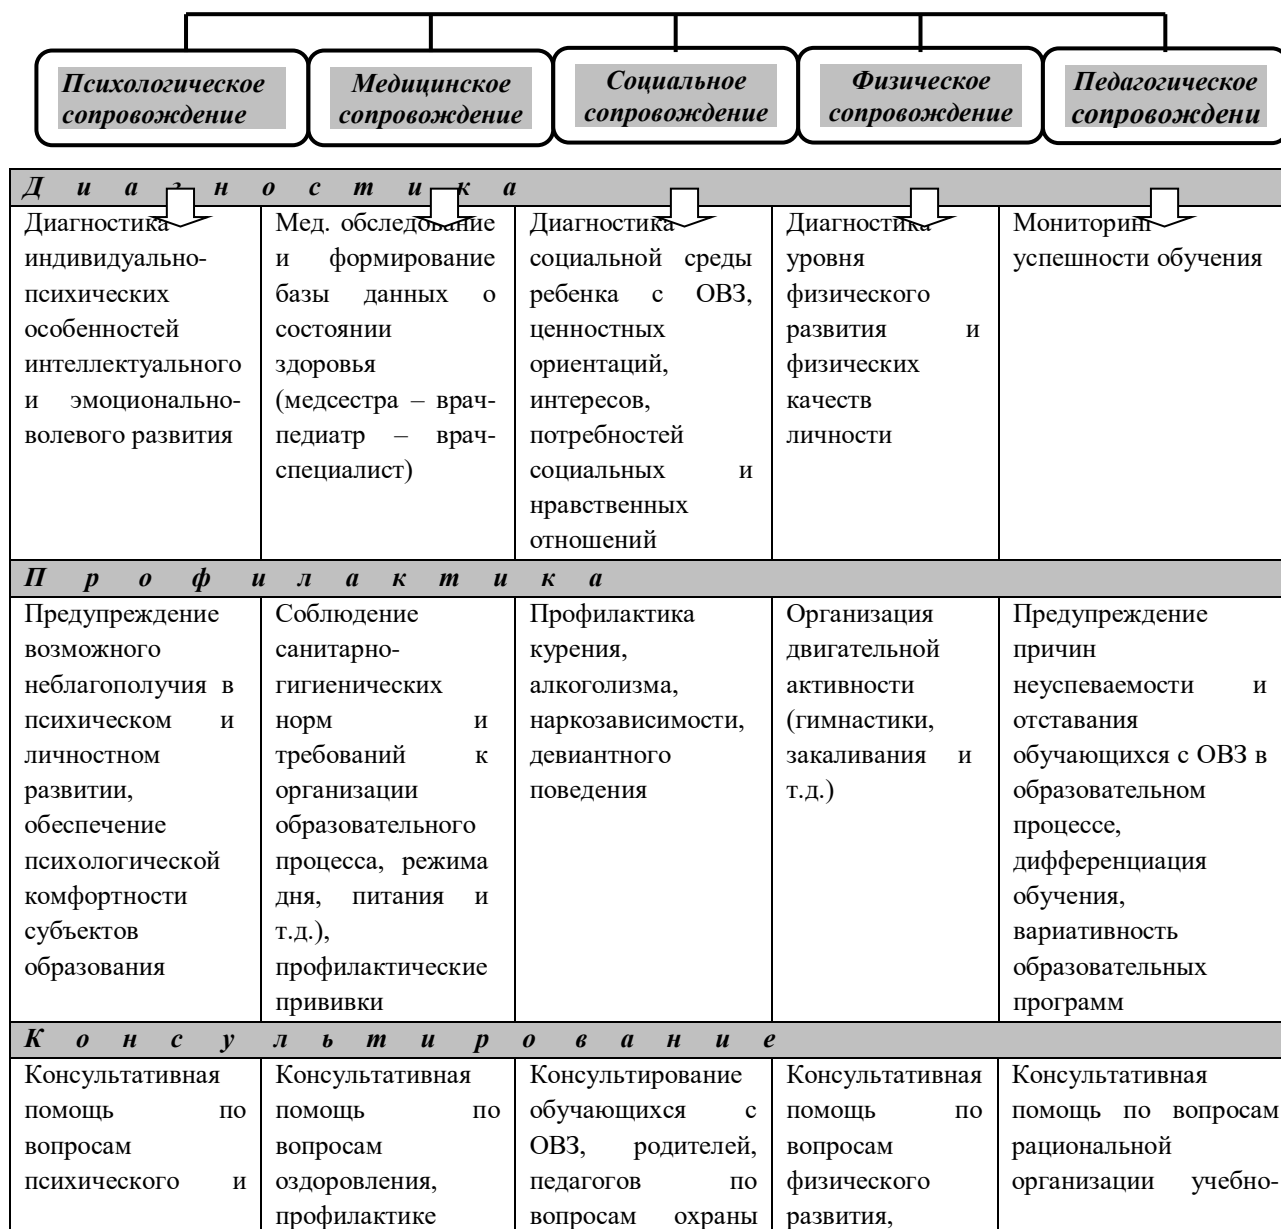 Психологическое
сопровождение
Медицинское
сопровождение
Социальное
сопровождение
Физическое
сопровождение
Педагогическое
сопровождени
Диагностика
Диагностика
индивидуально-
психических
особенностей
интеллектуального
и эмоционально-
волевого развития
Мед. обследование
и формирование
базы данных о
состоянии
здоровья
(медсестра – врач-
педиатр – врач-
специалист)
Диагностика
социальной среды
ребенка с ОВЗ,
ценностных
ориентаций,
интересов,
потребностей
социальных и
нравственных
отношений
Диагностика
уровня
физического
развития и
физических
качеств
личности
Мониторинг
успешности обучения
Профилактика
Предупреждение
возможного
неблагополучия в
психическом и
личностном
развитии,
обеспечение
психологической
комфортности
субъектов
образования
Соблюдение
санитарно-
гигиенических
норм и
требований к
организации
образовательного
процесса, режима
дня, питания и
т.д.),
профилактические
прививки
Профилактика
курения,
алкоголизма,
наркозависимости,
девиантного
поведения
Организация
двигательной
активности
(гимнастики,
закаливания и
т.д.)
Предупреждение
причин
неуспеваемости и
отставания
обучающихся с ОВЗ в
образовательном
процессе,
дифференциация
обучения,
вариативность
образовательных
программ
Консультирование
Консультативная
помощь по
вопросам
психического и
Консультативная
помощь по
вопросам
оздоровления,
профилактике
Консультирование
обучающихся с
ОВЗ, родителей,
педагогов по
вопросам охраны
Консультативная
помощь по
вопросам
физического
развития,
Консультативная
помощь по вопросам
рациональной
организации учебно-